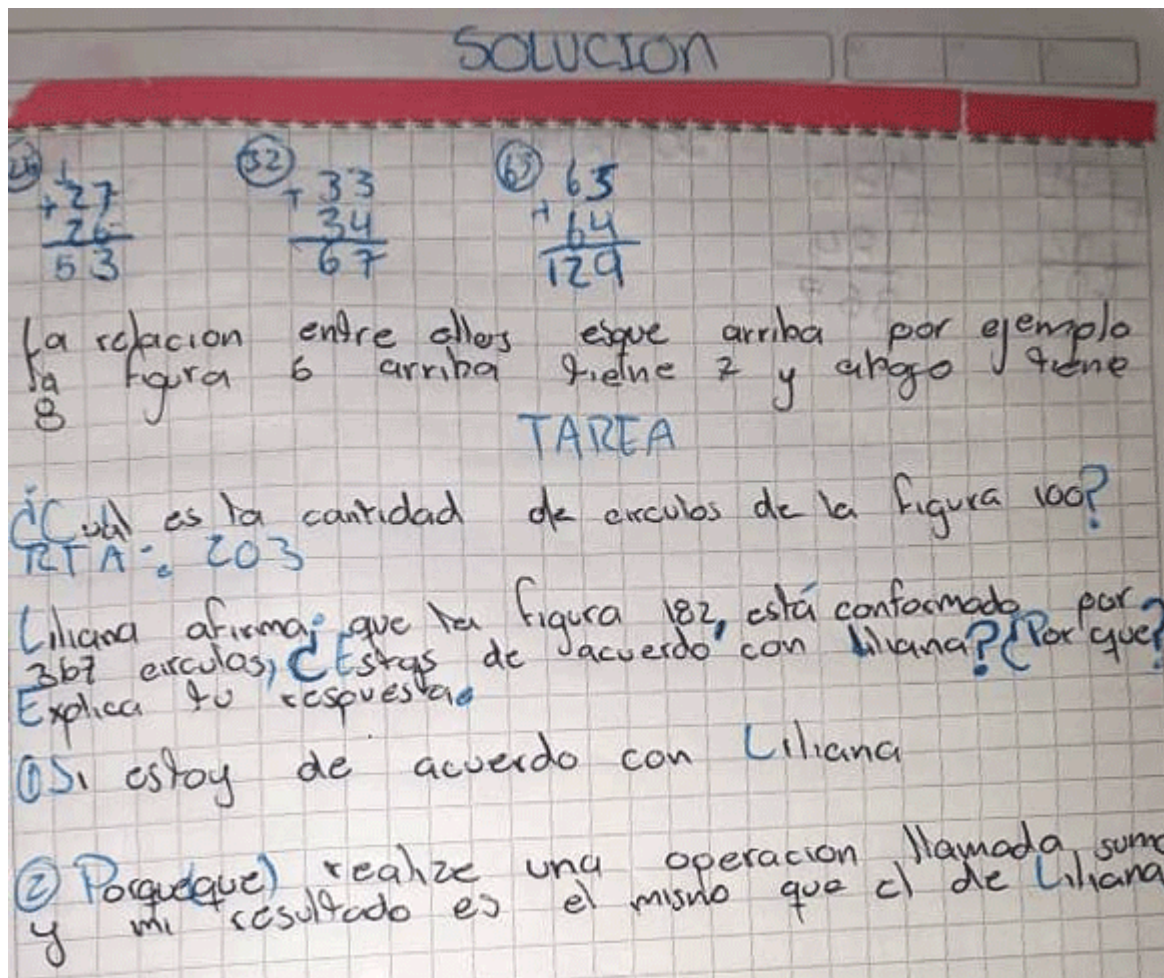 SOLUCION
27 32 33 63 63
+ 26 + 34 + 64
53 67 129
La relacion entre ellos esque arriba por ejemplo
la figura 6 arriba tiene 7 y abajo tiene
8
TAREA
¿Cual es la cantidad de circulos de la figura 100?
RTA: 203
Liliana afirma; que la figura 182, está conformado por
367 circulos, ¿Estas de acuerdo con liliana? ¿Por que?
Explica tu respuesta.
① Si estoy de acuerdo con Liliana
② Porque(que) realize una operacion llamada suma
y mi resultado es el mismo que el de Liliana